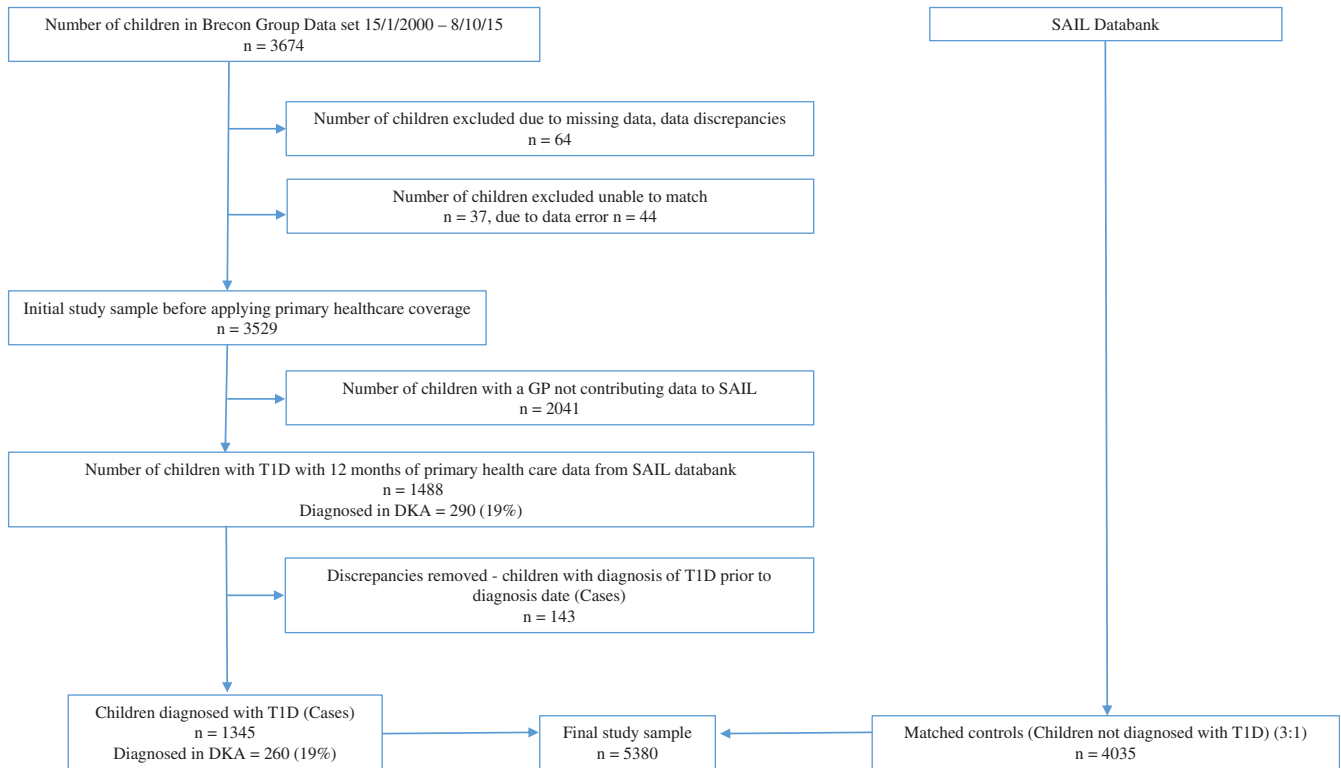 Number of children in Brecon Group Data set 15/1/2000 – 8/10/15
n = 3674
SAIL Databank
Number of children excluded due to missing data, data discrepancies
n = 64
Number of children excluded unable to match
n = 37, due to data error n = 44
Initial study sample before applying primary healthcare coverage
n = 3529
Number of children with a GP not contributing data to SAIL
n = 2041
Number of children with T1D with 12 months of primary health care data from SAIL databank
n = 1488
Diagnosed in DKA = 290 (19%)
Discrepancies removed - children with diagnosis of T1D prior to
diagnosis date (Cases)
n = 143
Children diagnosed with T1D (Cases)
n = 1345
Diagnosed in DKA = 260 (19%)
Final study sample
n = 5380
Matched controls (Children not diagnosed with T1D) (3:1)
n = 4035